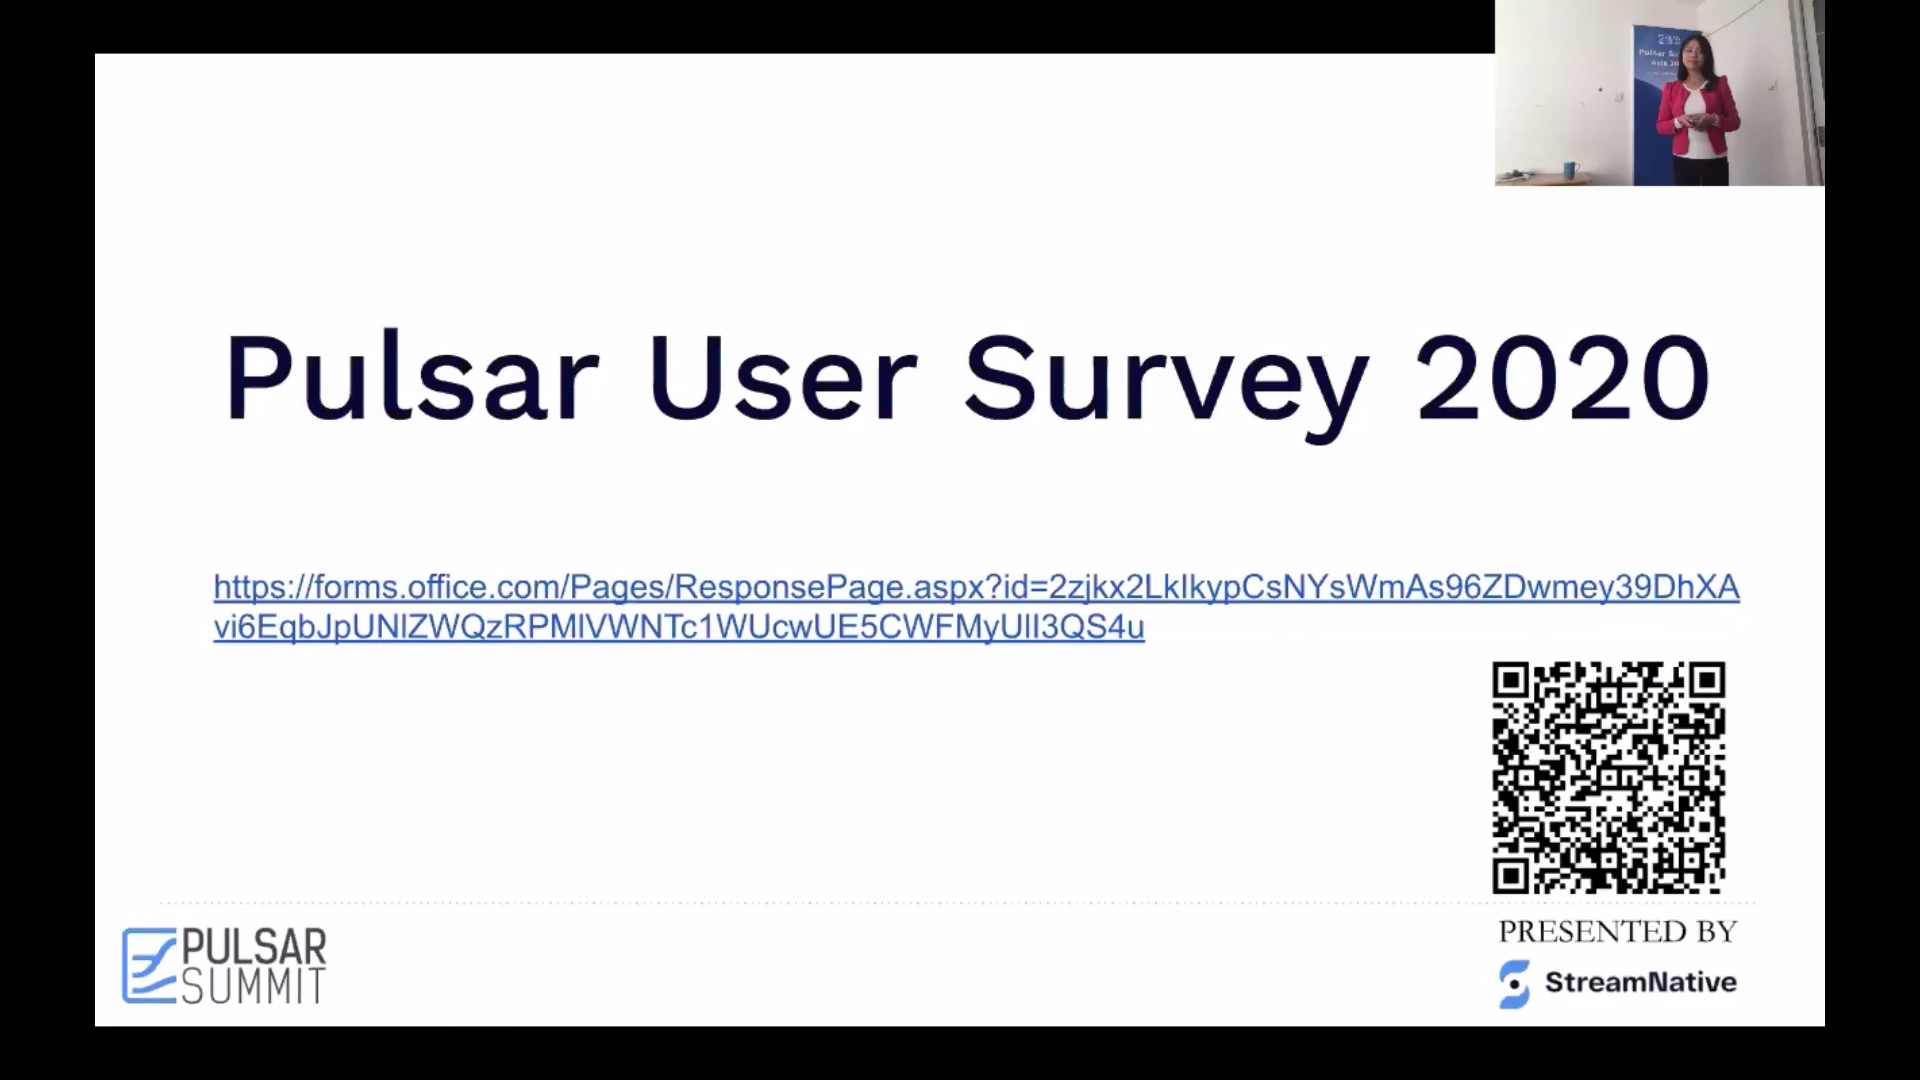 Pulsar User Survey 2020
https://forms.office.com/Pages/ResponsePage.aspx?id=2zjkx2LkIkypCsNYsWmAs96ZDwmey39DhXA
vi6EqbJpUNlZWQzRPMlVWNTc1WUcwUE5CWFMyUlI3QS4u
PULSAR
SUMMIT
PRESENTED BY
StreamNative